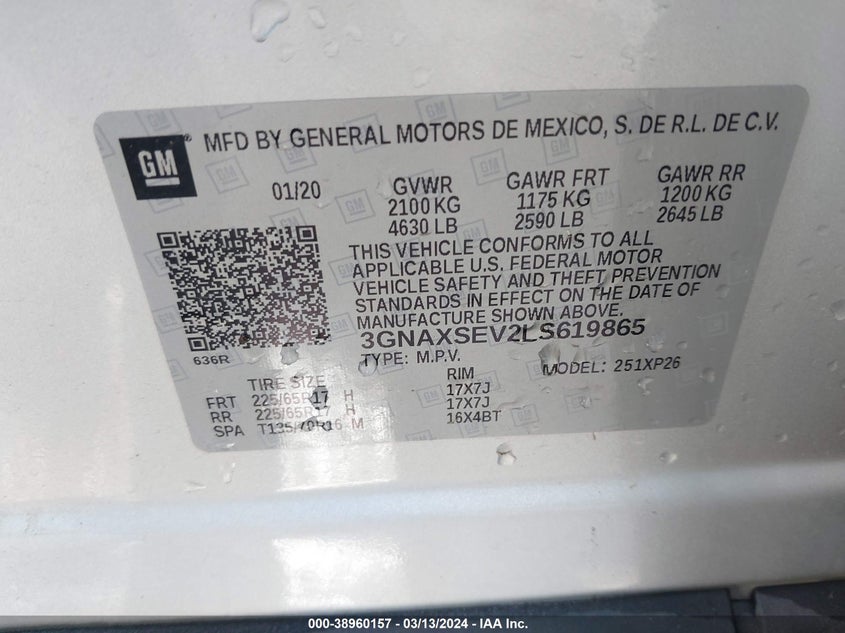 GM
MFD BY GENERAL MOTORS DE MEXICO, S. DE R.L. DE C.V.
01/20 GVWR GAWR FRT GAWR RR
2100 KG 1175 KG 1200 KG
4630 LB 2590 LB 2645 LB
THIS VEHICLE CONFORMS TO ALL
APPLICABLE U.S. FEDERAL MOTOR
VEHICLE SAFETY AND THEFT PREVENTION
STANDARDS IN EFFECT ON THE DATE OF
MANUFACTURE SHOWN ABOVE.
3GNAXSEV2LS619865
636R TYPE: M.P.V. MODEL: 251XP26
TIRE SIZE RIM
FRT 225/65R17 H 17X7J
RR 225/65R17 H 17X7J
SPA T135/70R16 M 16X4BT
000-38960157 — 03/13/2024 — IAA Inc.